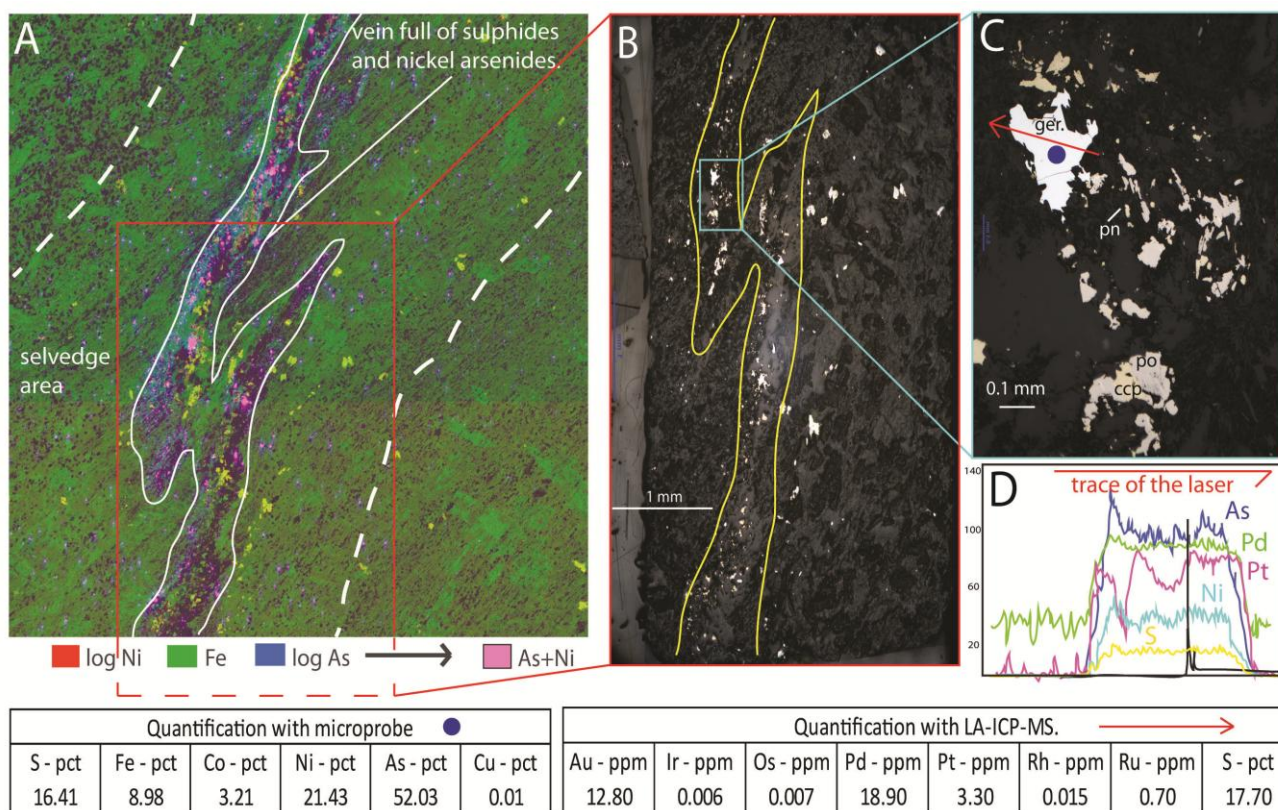 A
vein full of sulphides
and nickel arsenides.
selvedge
area
log Ni Fe log As As+Ni
B
1 mm
C
ger.
pn
po
ccp
0.1 mm
D
trace of the laser
140
100
60
20
As
Pd
Pt
Ni
S
Quantification with microprobe
S - pct Fe - pct Co - pct Ni - pct As - pct Cu - pct
16.41 8.98 3.21 21.43 52.03 0.01
Quantification with LA-ICP-MS.
Au - ppm Ir - ppm Os - ppm Pd - ppm Pt - ppm Rh - ppm Ru - ppm S - pct
12.80 0.006 0.007 18.90 3.30 0.015 0.70 17.70